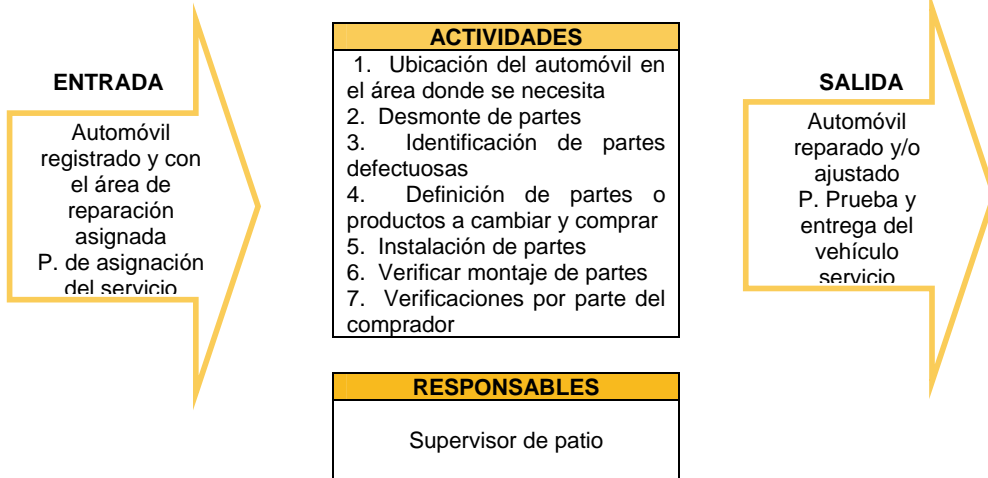 ENTRADA
Automóvil
registrado y con
el área de
reparación
asignada
P. de asignación
del servicio
ACTIVIDADES
1. Ubicación del automóvil en
el área donde se necesita
2. Desmonte de partes
3. Identificación de partes
defectuosas
4. Definición de partes o
productos a cambiar y comprar
5. Instalación de partes
6. Verificar montaje de partes
7. Verificaciones por parte del
comprador
RESPONSABLES
Supervisor de patio
SALIDA
Automóvil
reparado y/o
ajustado
P. Prueba y
entrega del
vehículo
servicio